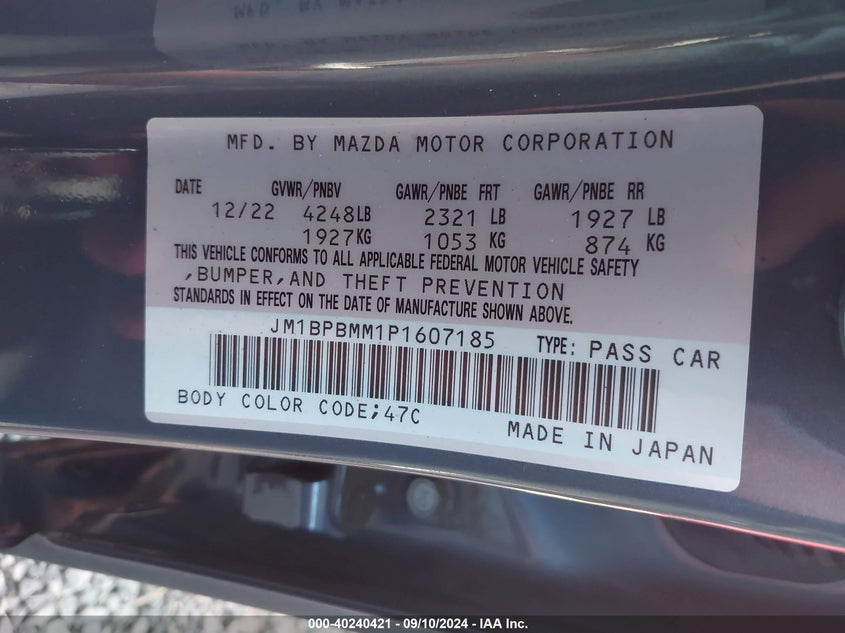 MFD. BY MAZDA MOTOR CORPORATION
DATE GVWR/PNBV GAWR/PNBE FRT GAWR/PNBE RR
12/22 4248LB 2321 LB 1927 LB
1927KG 1053 KG 874 KG
THIS VEHICLE CONFORMS TO ALL APPLICABLE FEDERAL MOTOR VEHICLE SAFETY
,BUMPER,AND THEFT PREVENTION
STANDARDS IN EFFECT ON THE DATE OF MANUFACTURE SHOWN ABOVE.
JM1BPBMM1P1607185 TYPE: PASS CAR
BODY COLOR CODE;47C
MADE IN JAPAN
000-40240421 - 09/10/2024 - IAA Inc.